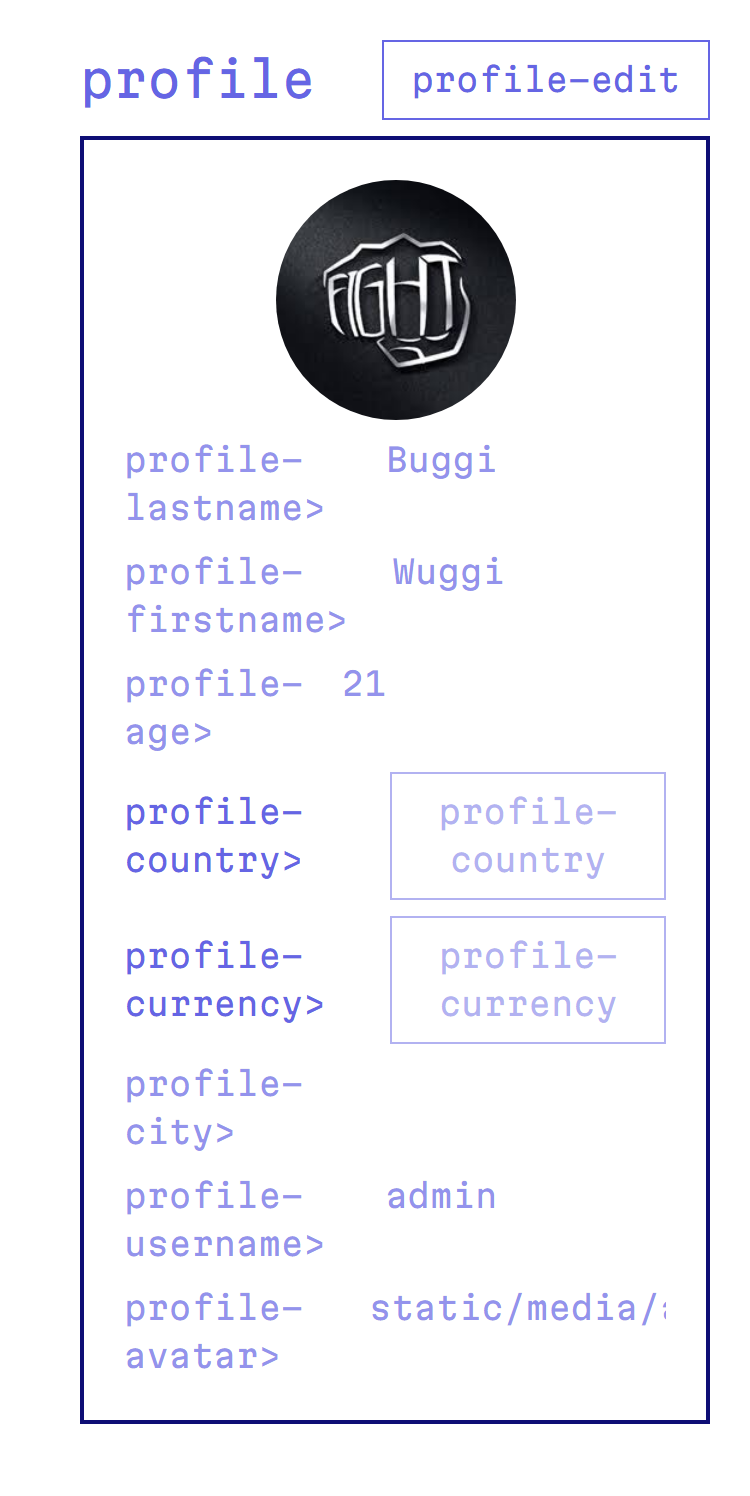 profile profile-edit
FIGHT
profile- Buggi
lastname>
profile- Wuggi
firstname>
profile- 21
age>
profile- profile-
country> country
profile- profile-
currency> currency
profile-
city>
profile- admin
username>
profile- static/media/
avatar>